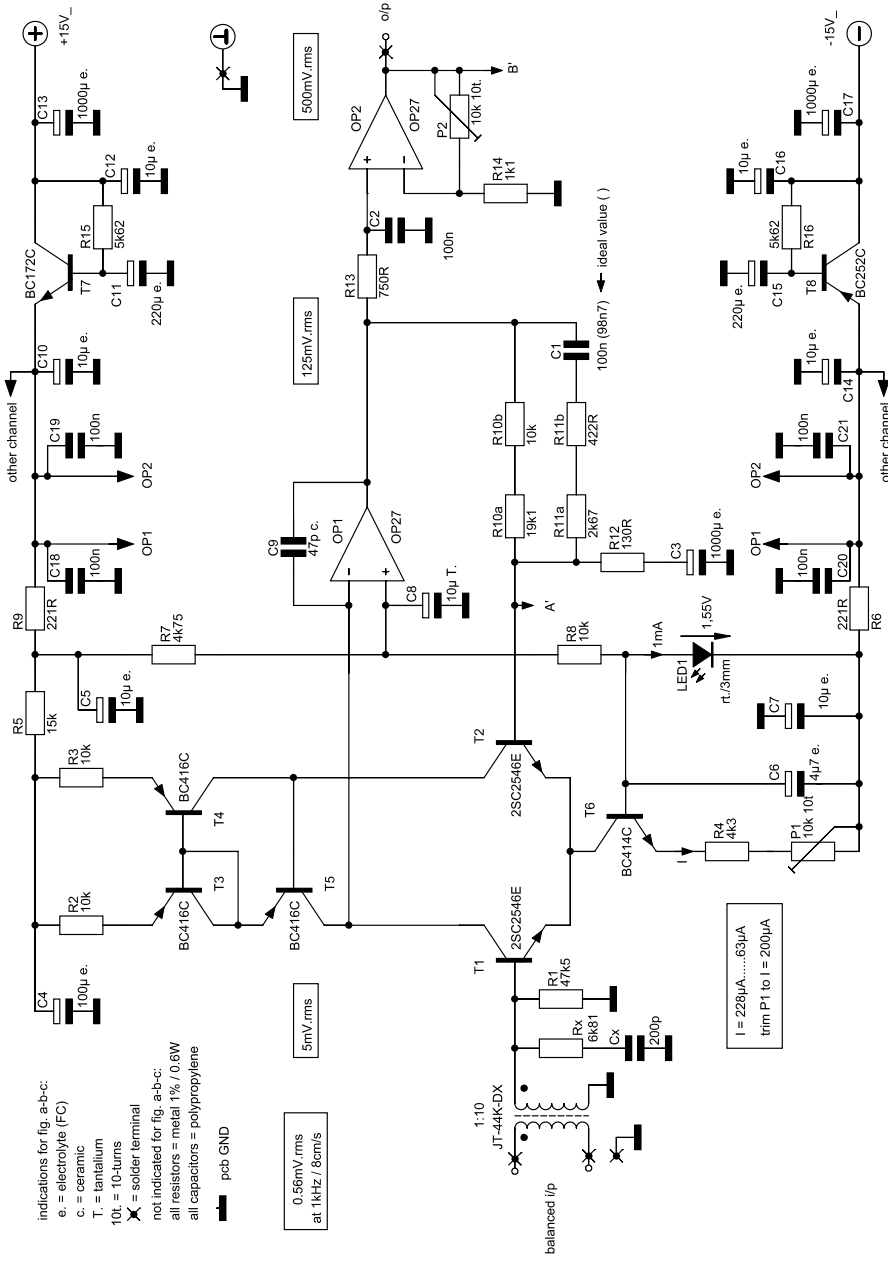 indications for fig. a-b-c:
e. = electrolyte (FC)
c. = ceramic
T. = tantalium
10t. = 10-turns
= solder terminal
not indicated for fig. a-b-c:
all resistors = metal 1% / 0.6W
all capacitors = polypropylene
pcb GND
0.56mV.rms
at 1kHz / 8cm/s
5mV.rms
125mV.rms
500mV.rms
balanced i/p
1:10
JT-44K-DX
Rx
6k81
Cx
200p
R1
47k5
T1
2SC2546E
T2
2SC2546E
C4
100µ e.
R2
10k
R3
10k
BC416C
T3
BC416C
T4
BC416C
T5
R5
15k
C5
10µ e.
R7
4k75
R9
221R
C18
100n
OP1
C19
100n
OP2
other channel
C10
10µ e.
BC172C
T7
C11
220µ e.
R15
5k62
C12
10µ e.
C13
1000µ e.
+15V_
+
T
C9
47p c.
OP1
OP27
–
+
C8
10µ T.
R13
750R
C2
100n
OP2
OP27
+
–
o/p
B'
P2
10k 10t.
R14
1k1
A'
R10a
19k1
R10b
10k
R11a
2k67
R11b
422R
C1
100n (98n7)
ideal value ( )
R12
130R
C3
1000µ e.
R8
10k
1mA
LED1
1,55V
rt./3mm
T6
BC414C
I
R4
4k3
P1
10k 10t
C6
4µ7 e.
C7
10µ e.
I = 228µA......63µA
trim P1 to I = 200µA
R6
221R
C20
100n
OP1
C21
100n
OP2
other channel
C14
10µ e.
BC252C
T8
C15
220µ e.
R16
5k62
C16
10µ e.
C17
1000µ e.
-15V_
–